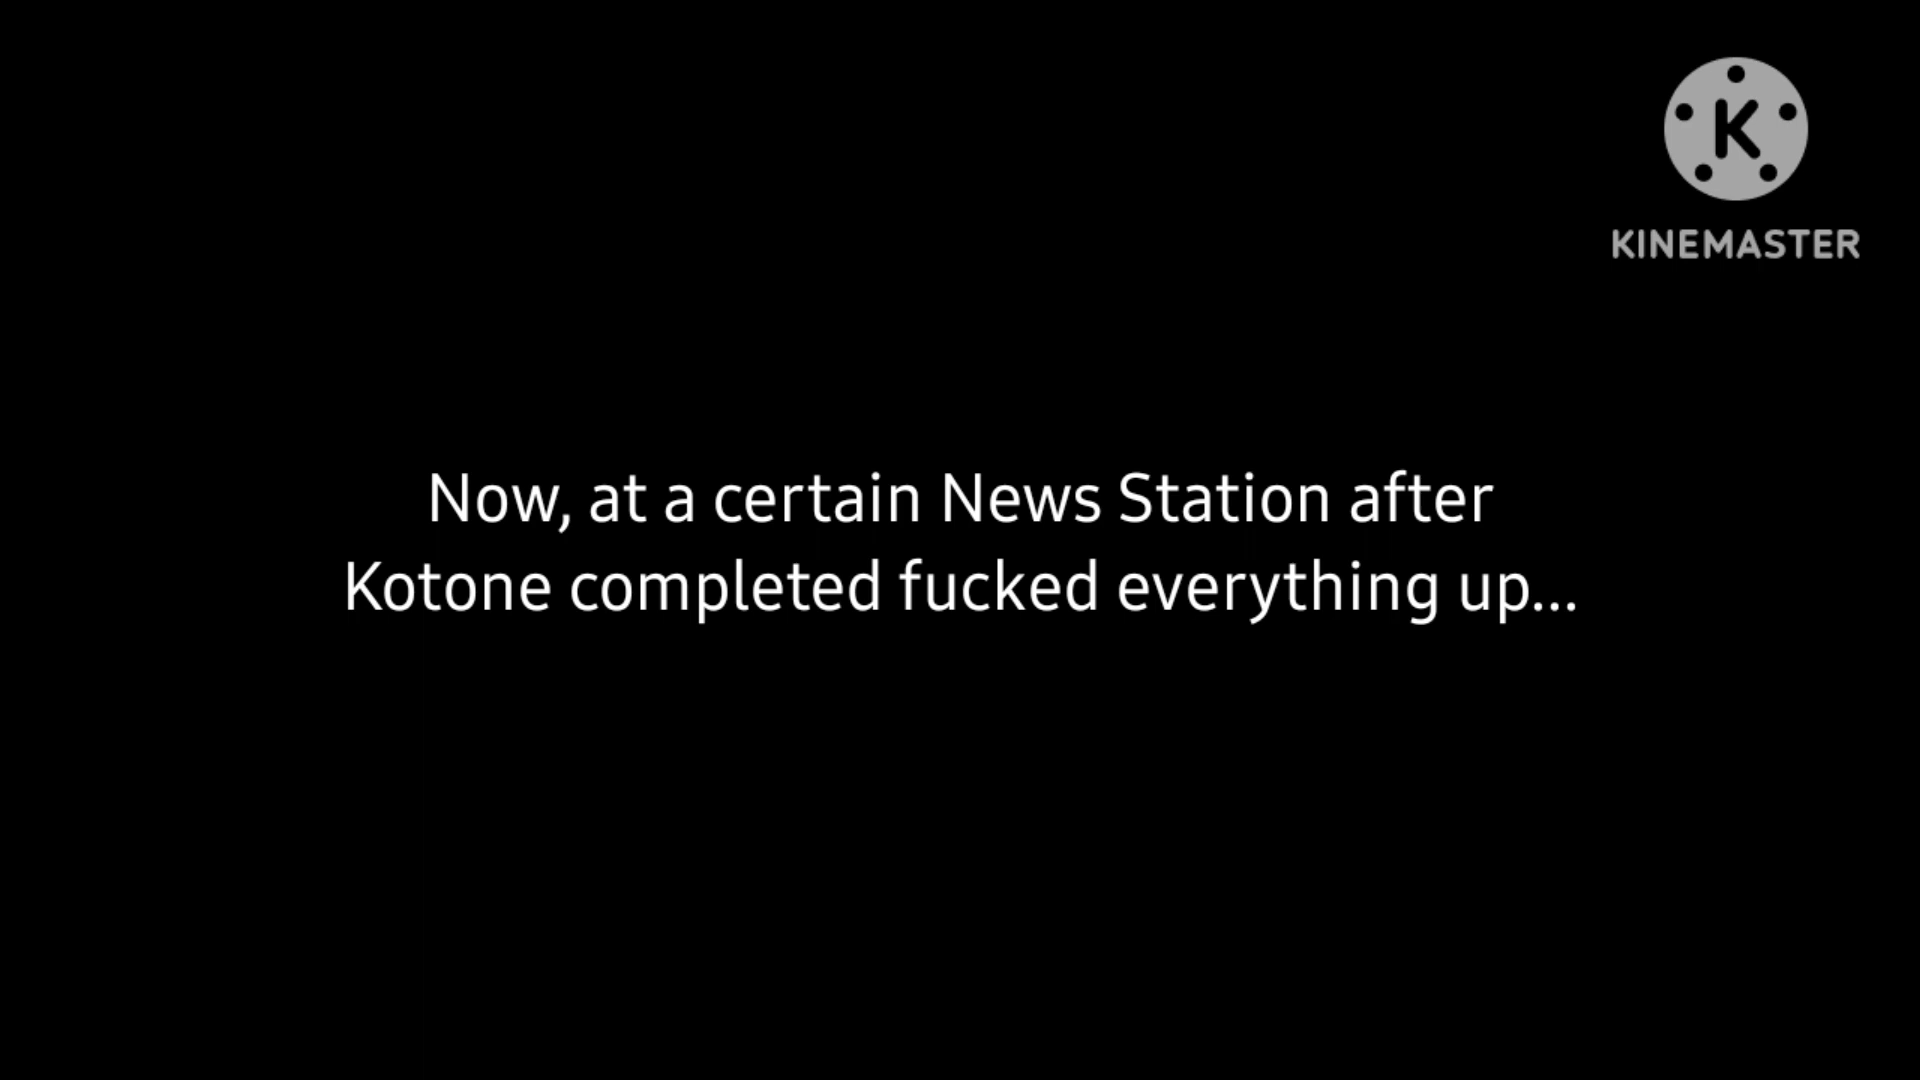 K
KINEMASTER
Now, at a certain News Station after
Kotone completed fucked everything up...